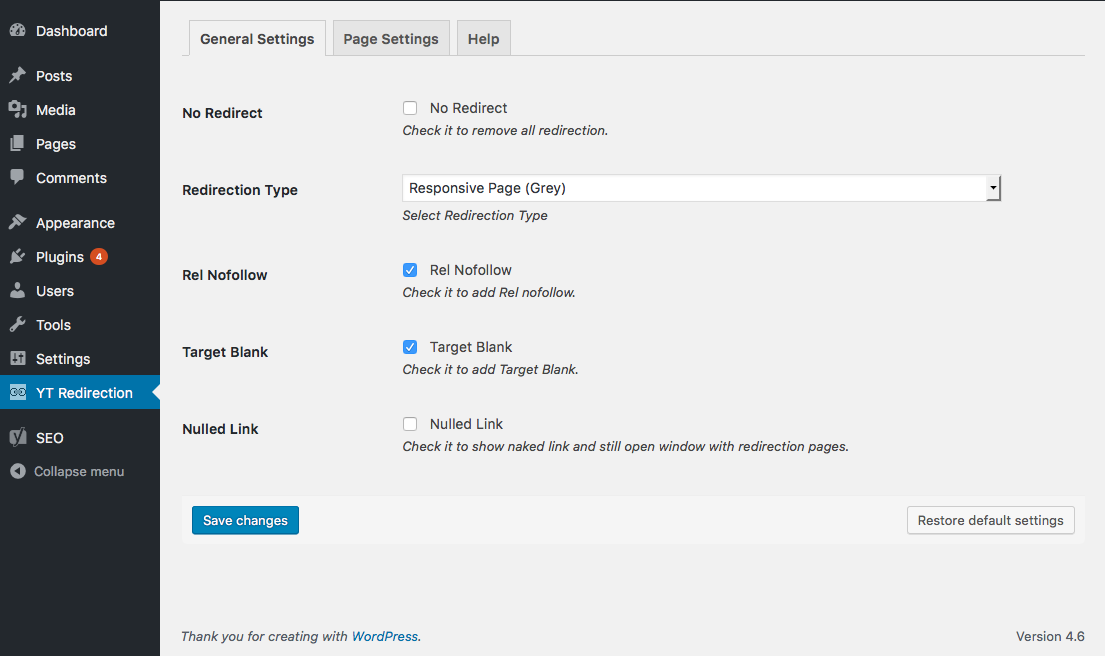 Dashboard
Posts
Media
Pages
Comments
Appearance
Plugins 4
Users
Tools
Settings
YT Redirection
SEO
Collapse menu
General Settings
Page Settings
Help
No Redirect
No Redirect
Check it to remove all redirection.
Redirection Type
Responsive Page (Grey)
Select Redirection Type
Rel Nofollow
Rel Nofollow
Check it to add Rel nofollow.
Target Blank
Target Blank
Check it to add Target Blank.
Nulled Link
Nulled Link
Check it to show naked link and still open window with redirection pages.
Save changes
Restore default settings
Thank you for creating with WordPress.
Version 4.6